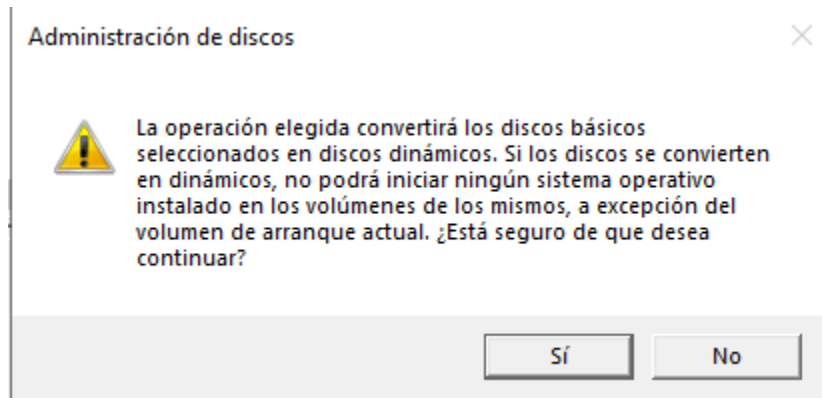 Administración de discos
La operación elegida convertirá los discos básicos
seleccionados en discos dinámicos. Si los discos se convierten
en dinámicos, no podrá iniciar ningún sistema operativo
instalado en los volúmenes de los mismos, a excepción del
volumen de arranque actual. ¿Está seguro de que desea
continuar?
Sí No